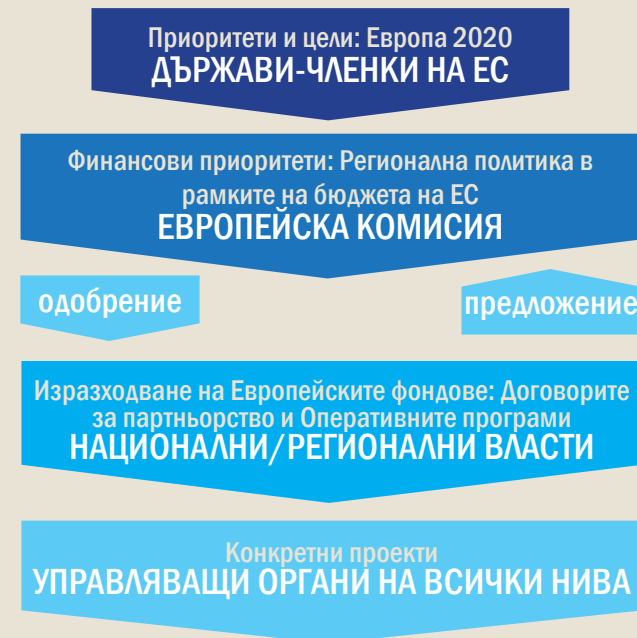 Приоритети и цели: Европа 2020
ДЪРЖАВИ-ЧЛЕНКИ НА ЕС
Финансови приоритети: Регионална политика в
рамките на бюджета на ЕС
ЕВРОПЕЙСКА КОМИСИЯ
одобрение
предложение
Изразходване на Европейските фондове: Договорите
за партньорство и Оперативните програми
НАЦИОНАЛНИ/РЕГИОНАЛНИ ВЛАСТИ
Конкретни проекти
УПРАВЛЯВАЩИ ОРГАНИ НА ВСИЧКИ НИВА